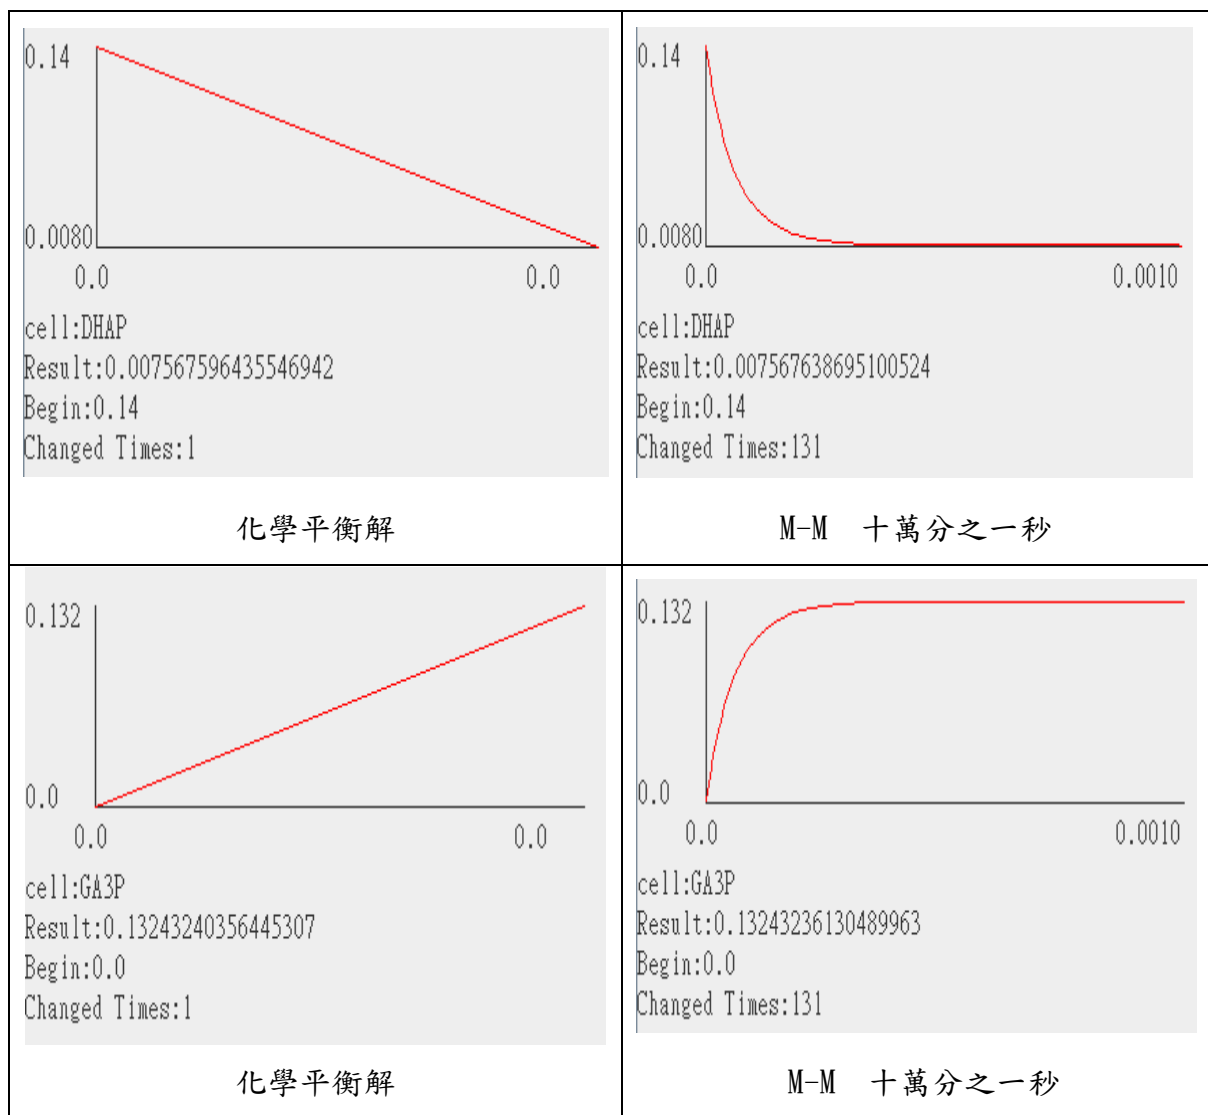 0.14
0.0080
0.0 0.0
cell:DHAP
Result:0.007567596435546942
Begin:0.14
Changed Times:1
化學平衡解
0.14
0.0080
0.0 0.0010
cell:DHAP
Result:0.007567638695100524
Begin:0.14
Changed Times:131
M-M 十萬分之一秒
0.132
0.0
0.0 0.0
cell:GA3P
Result:0.13243240356445307
Begin:0.0
Changed Times:1
化學平衡解
0.132
0.0
0.0 0.0010
cell:GA3P
Result:0.13243236130489963
Begin:0.0
Changed Times:131
M-M 十萬分之一秒